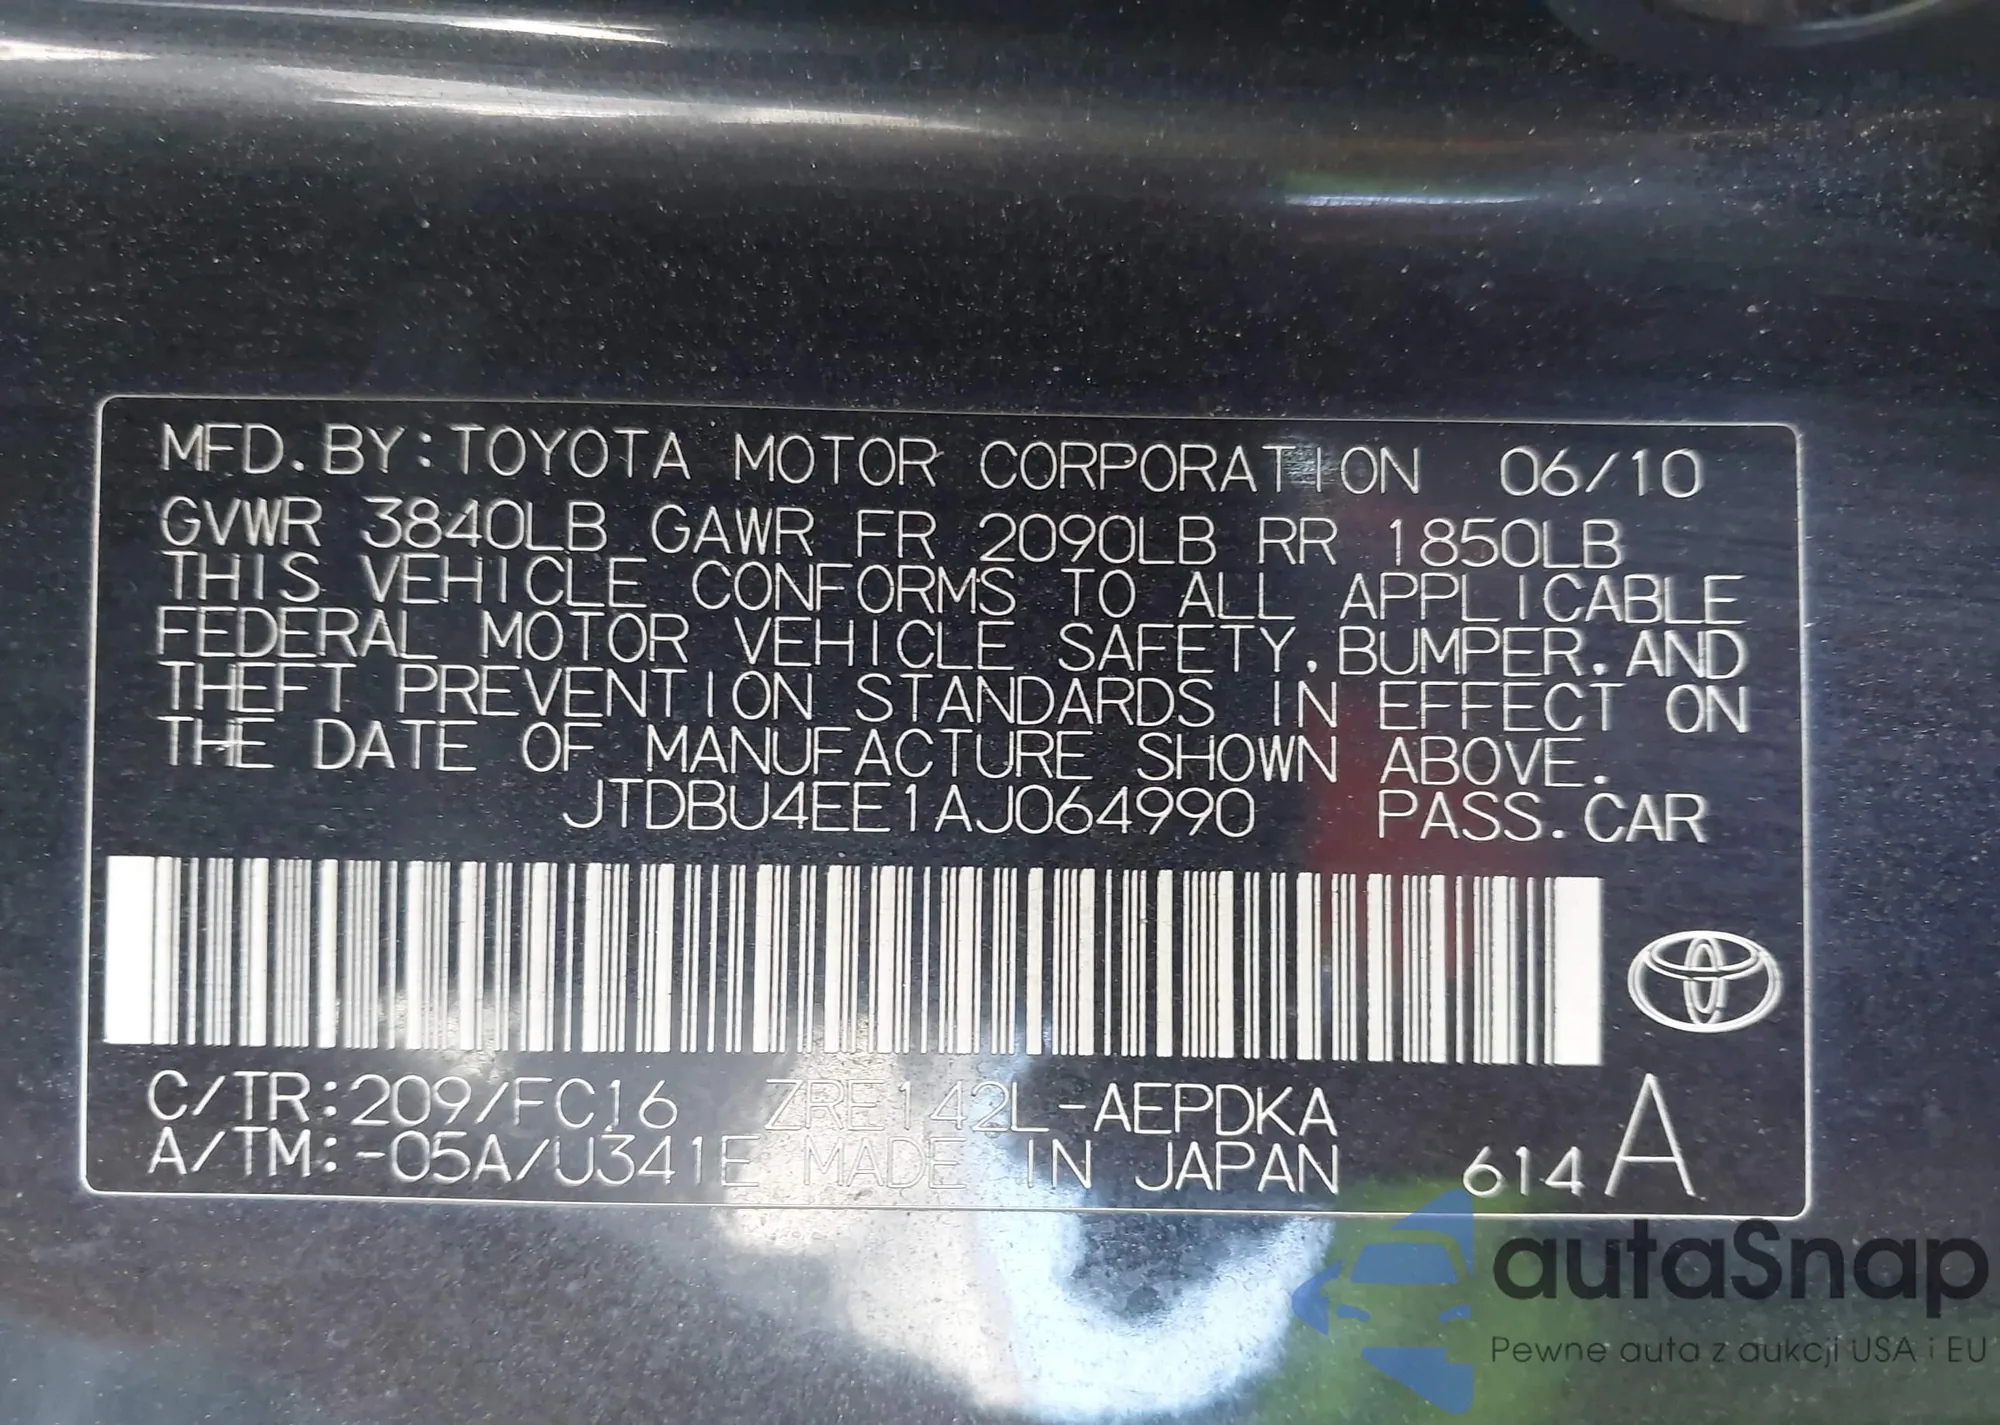 MFD.BY:TOYOTA MOTOR CORPORATION 06/10
GVWR 3840LB GAWR FR 2090LB RR 1850LB
THIS VEHICLE CONFORMS TO ALL APPLICABLE
FEDERAL MOTOR VEHICLE SAFETY,BUMPER,AND
THEFT PREVENTION STANDARDS IN EFFECT ON
THE DATE OF MANUFACTURE SHOWN ABOVE.
JTDBU4EE1AJ064990 PASS.CAR
C/TR:209/FC16 ZRE142L-AEPDKA
A/TM:-05A/U341E MADE IN JAPAN 614 A
autaSnap
Pewne auta z aukcji USA i EU